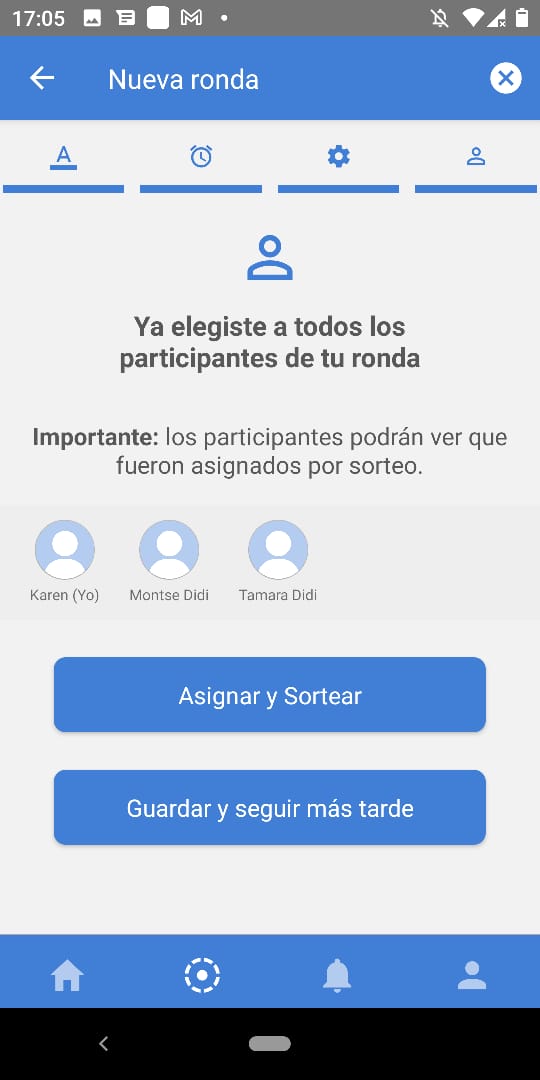 17:05
Nueva ronda
A
Ya elegiste a todos los
participantes de tu ronda
Importante: los participantes podrán ver que
fueron asignados por sorteo.
Karen (Yo) Montse Didi Tamara Didi
Asignar y Sortear
Guardar y seguir más tarde